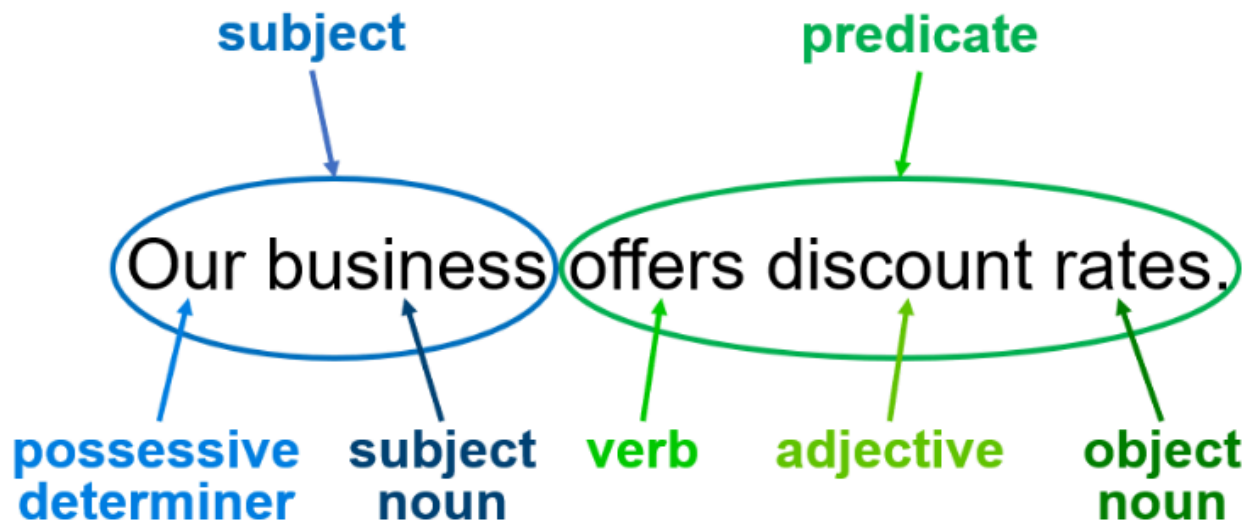 subject predicate
Our business offers discount rates.
possessive determiner subject noun verb adjective object noun